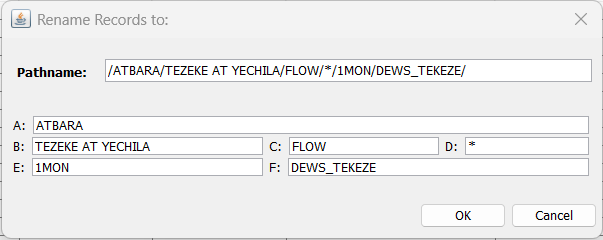 Rename Records to:
Pathname: /ATBARA/TEZEKE AT YECHILA/FLOW/*/1MON/DEWS_TEKEZE/
A: ATBARA
B: TEZEKE AT YECHILA C: FLOW D: *
E: 1MON F: DEWS_TEKEZE
OK Cancel